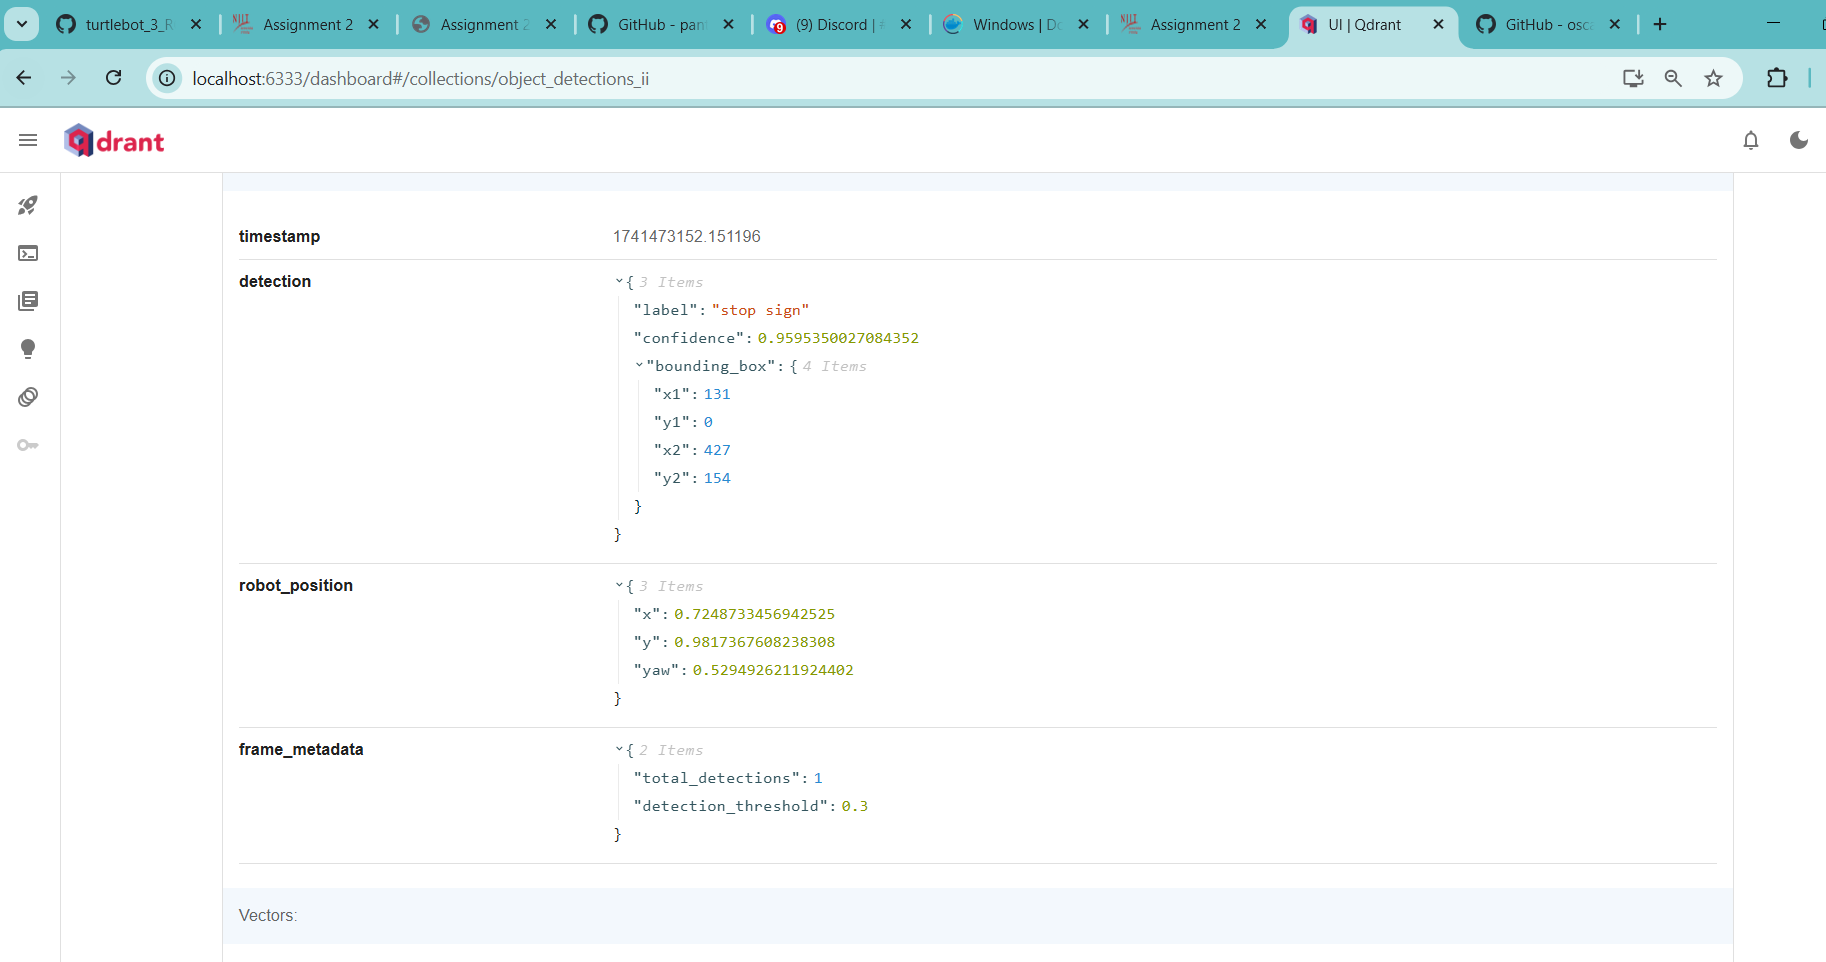 turtlebot_3_R
Assignment 2
Assignment 2
GitHub - pan
(9) Discord | #
Windows | Do
Assignment 2
UI | Qdrant
GitHub - osca
localhost:6333/dashboard#/collections/object_detections_ii
qdrant
timestamp 1741473152.151196
detection { 3 Items
"label": "stop sign"
"confidence": 0.9595350027084352
"bounding_box": { 4 Items
"x1": 131
"y1": 0
"x2": 427
"y2": 154
}
}
robot_position { 3 Items
"x": 0.7248733456942525
"y": 0.9817367608238308
"yaw": 0.5294926211924402
}
frame_metadata { 2 Items
"total_detections": 1
"detection_threshold": 0.3
}
Vectors: